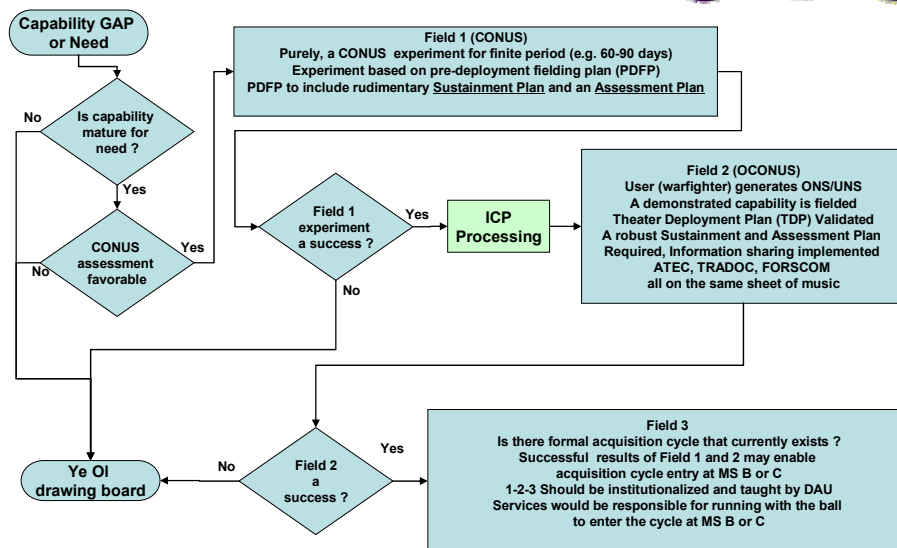 Capability GAP
or Need
Field 1 (CONUS)
Purely, a CONUS experiment for finite period (e.g. 60-90 days)
Experiment based on pre-deployment fielding plan (PDFP)
PDFP to include rudimentary Sustainment Plan and an Assessment Plan
No
Is capability
mature for
need ?
Yes
CONUS
assessment
favorable
Yes
No
Field 1
experiment
a success ?
Yes
No
ICP
Processing
Field 2 (OCONUS)
User (warfighter) generates ONS/UNS
A demonstrated capability is fielded
Theater Deployment Plan (TDP) Validated
A robust Sustainment and Assessment Plan
Required, Information sharing implemented
ATEC, TRADOC, FORSCOM
all on the same sheet of music
Ye Ol
drawing board
No
Field 2
a
success ?
Yes
Field 3
Is there formal acquisition cycle that currently exists ?
Successful results of Field 1 and 2 may enable
acquisition cycle entry at MS B or C
1-2-3 Should be institutionalized and taught by DAU
Services would be responsible for running with the ball
to enter the cycle at MS B or C